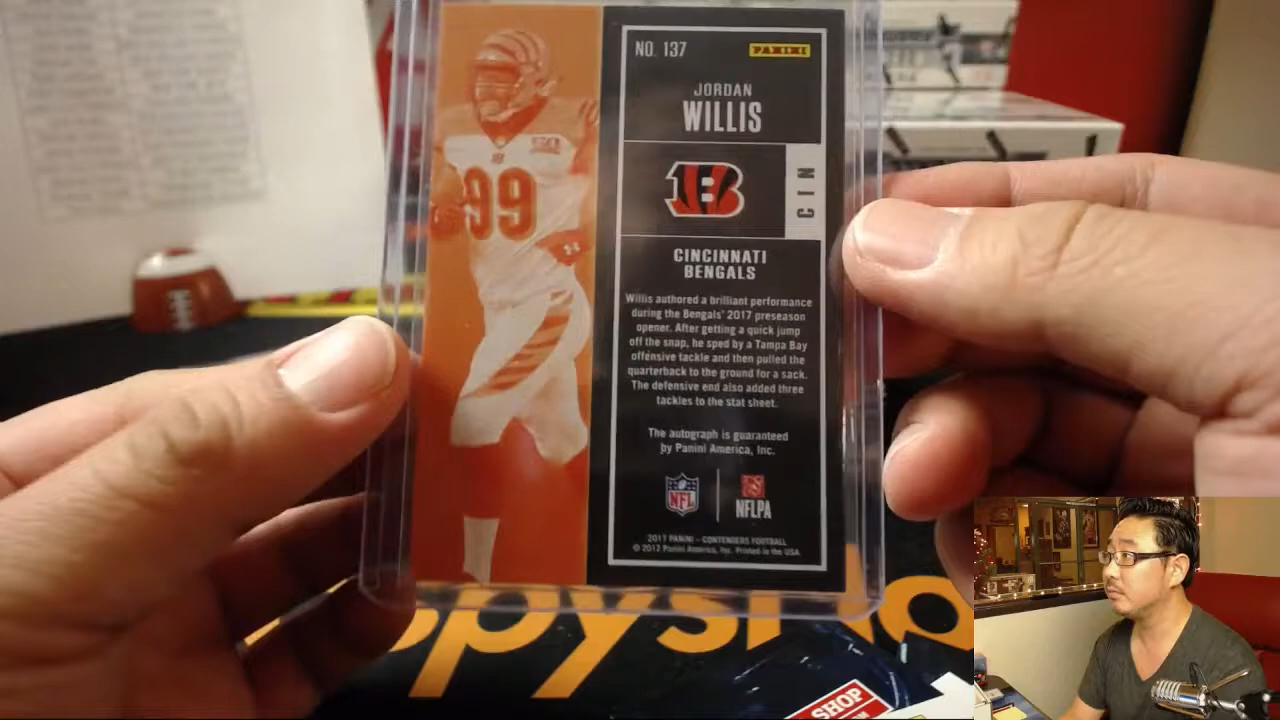 NO. 137
PANINI
JORDAN
WILLIS
CIN
CINCINNATI
BENGALS
Willis authored a brilliant performance
during the Bengals' 2017 preseason
opener. After getting a quick jump
off the snap, he sped by a Tampa Bay
offensive tackle and then pulled the
quarterback to the ground for a sack.
The defensive end also added three
tackles to the stat sheet.
The autograph is guaranteed
by Panini America, Inc.
NFL
NFLPA
2017 PANINI – CONTENDERS FOOTBALL
© 2017 Panini America, Inc. Printed in the USA.
99
SHOP